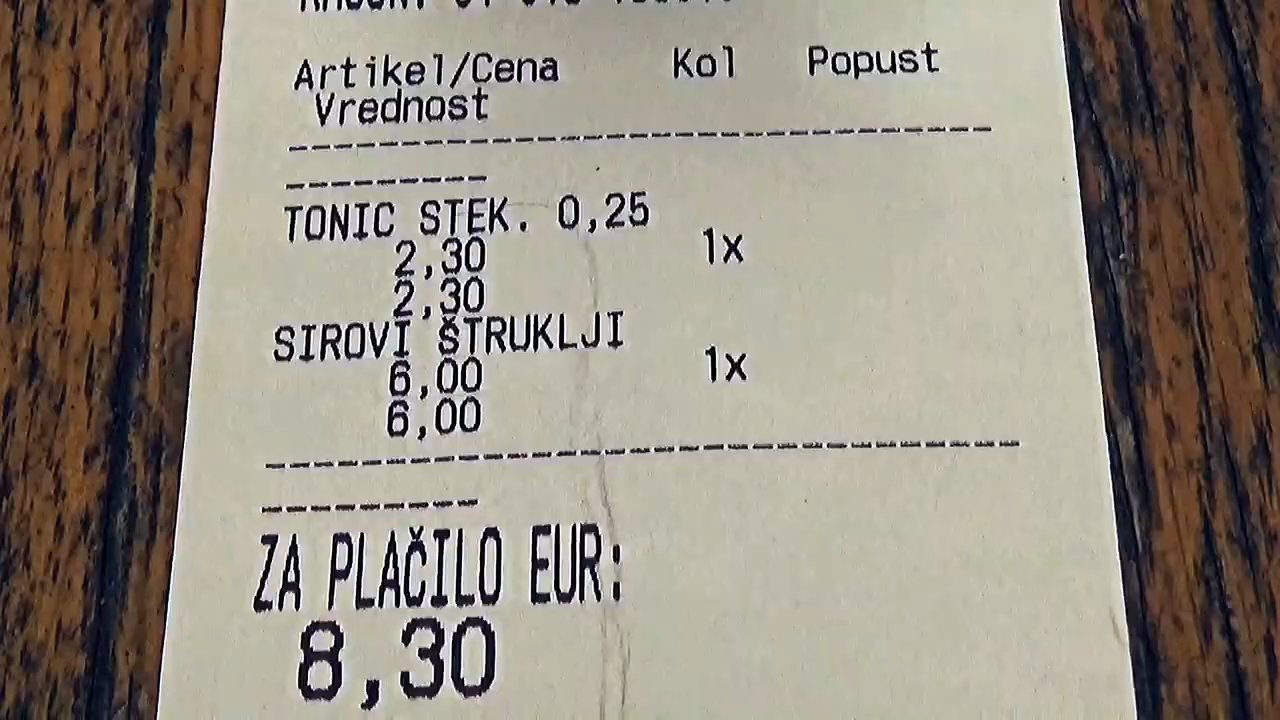 Artikel/Cena Kol Popust
Vrednost
TONIC STEK. 0,25
2,30 1x
2,30
SIROVI ŠTRUKLJI
6,00 1x
6,00
ZA PLAČILO EUR:
8,30